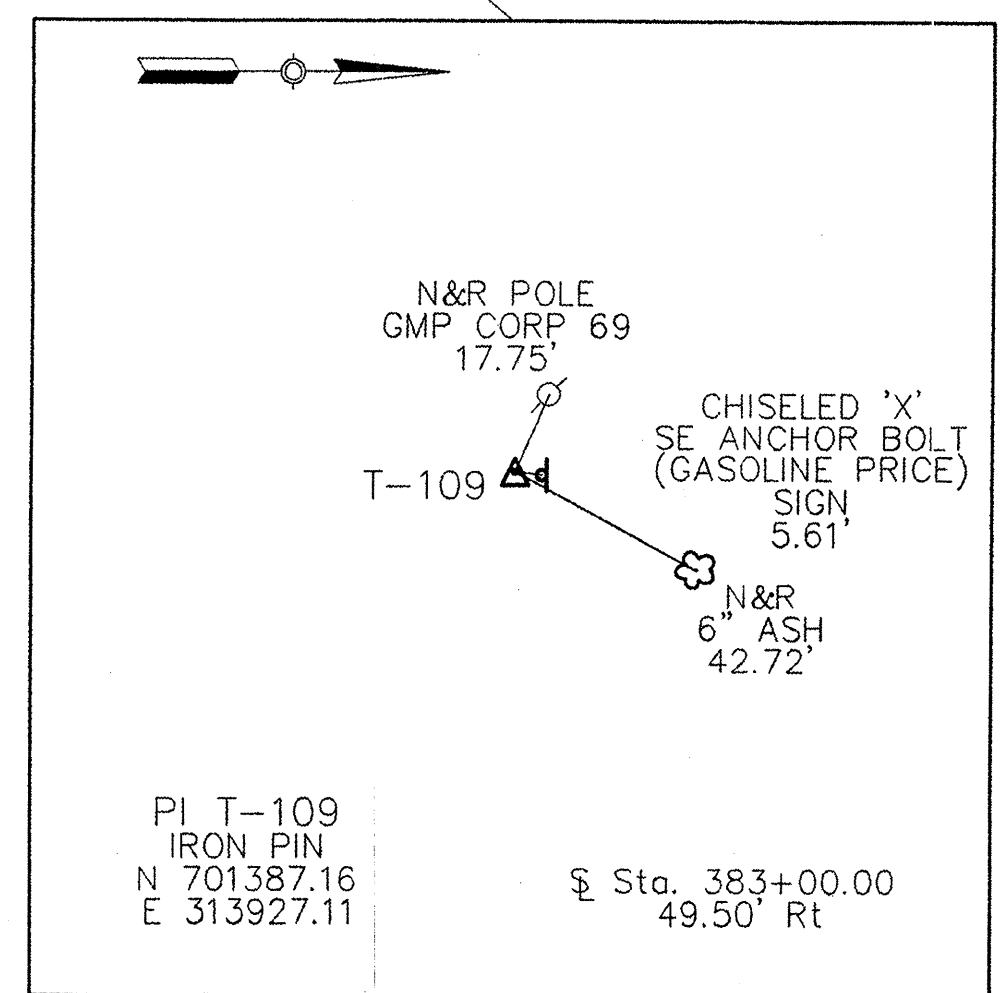 N&R POLE
GMP CORP 69
17.75'
CHISELED 'X'
SE ANCHOR BOLT
(GASOLINE PRICE)
SIGN
5.61'
T-109
N&R
6" ASH
42.72'
PI T-109
IRON PIN
N 701387.16
E 313927.11
℄ Sta. 383+00.00
49.50' Rt